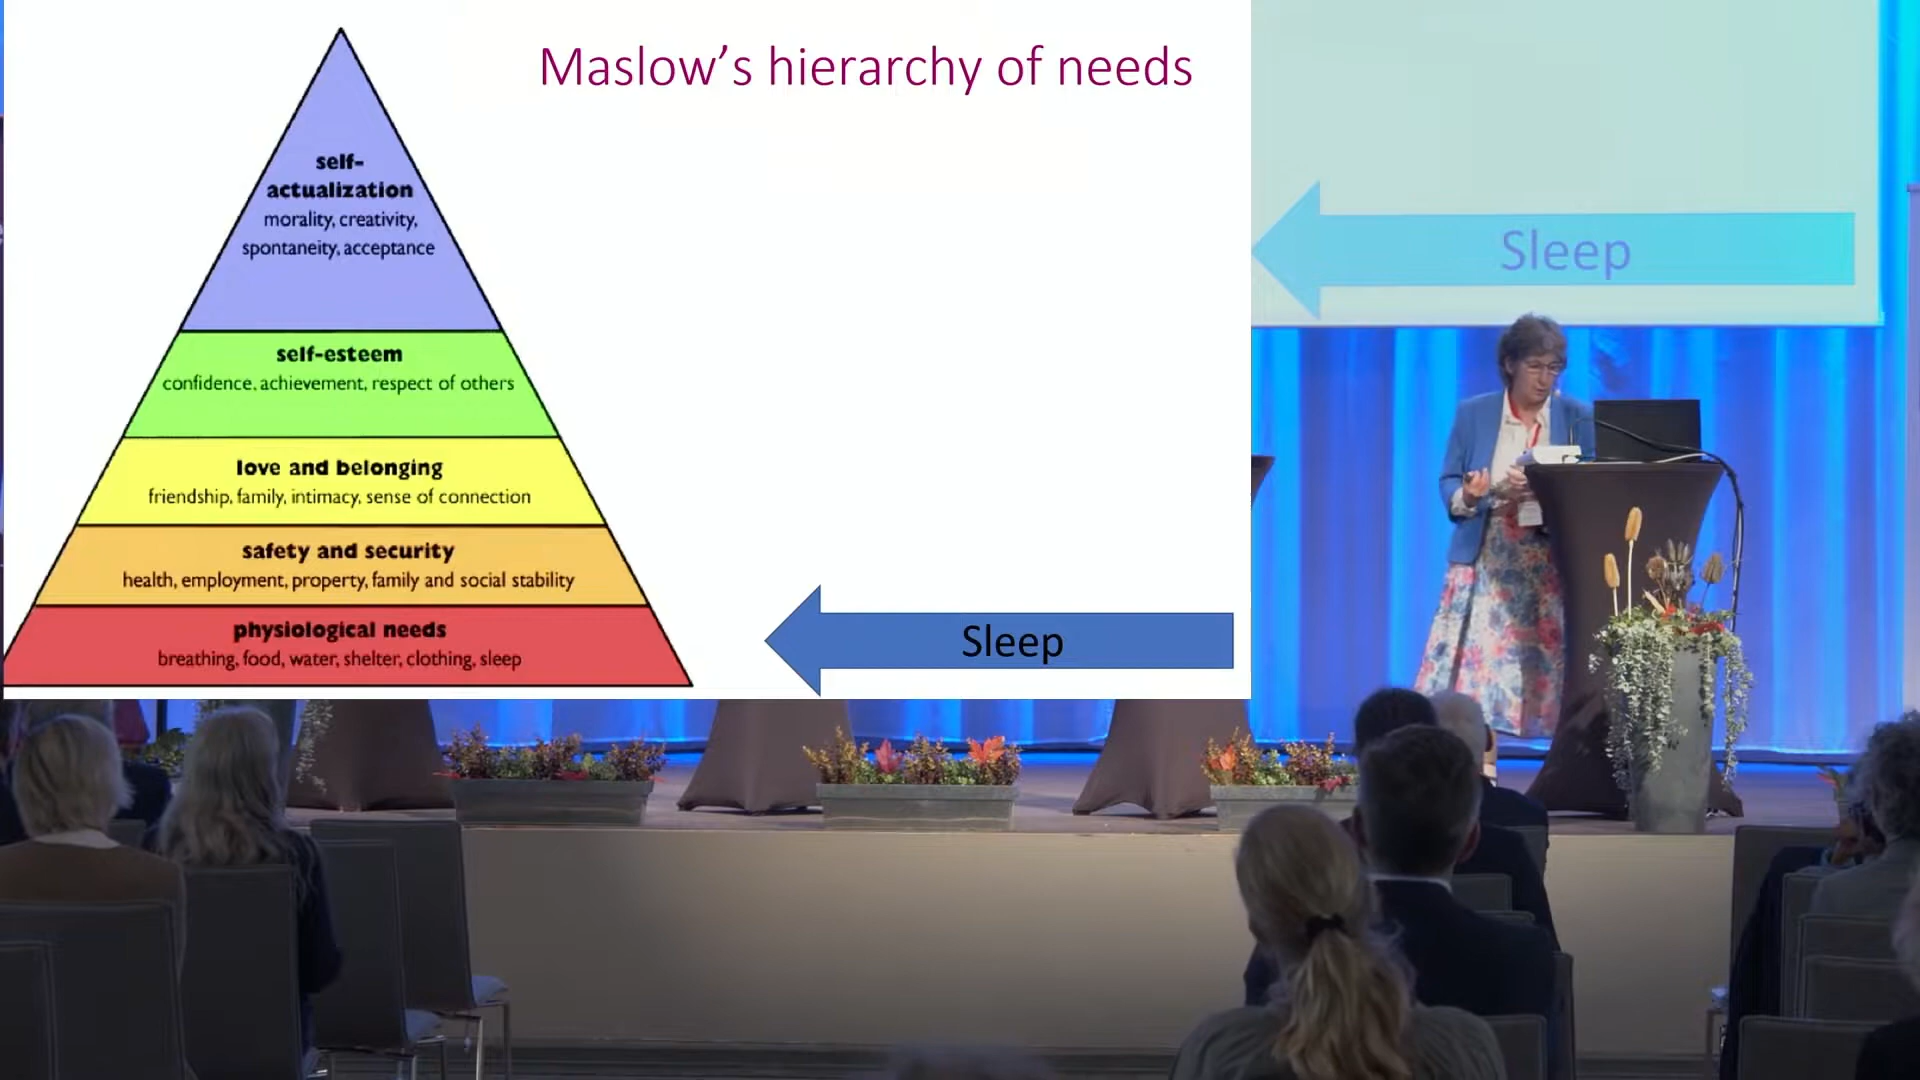 Maslow's hierarchy of needs
self-
actualization
morality, creativity,
spontaneity, acceptance
self-esteem
confidence, achievement, respect of others
love and belonging
friendship, family, intimacy, sense of connection
safety and security
health, employment, property, family and social stability
physiological needs
breathing, food, water, shelter, clothing, sleep
Sleep
Sleep